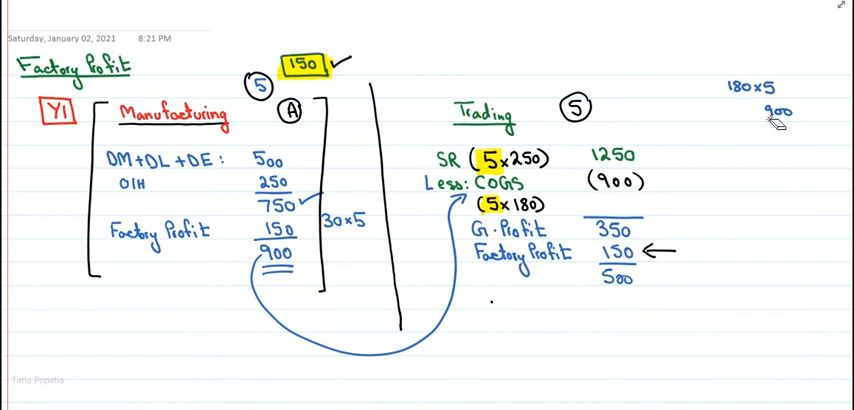 Saturday, January 02, 2021 8:21 PM
Factory Profit
150
5
Y1
Manufacturing
A
DM+DL+DE: 500
O/H 250
750
Factory Profit 150
900
30x5
Trading
5
SR (5x250) 1250
Less: COGS (900)
(5x180)
G.Profit 350
Factory Profit 150
500
180x5
900
Taha Popatia